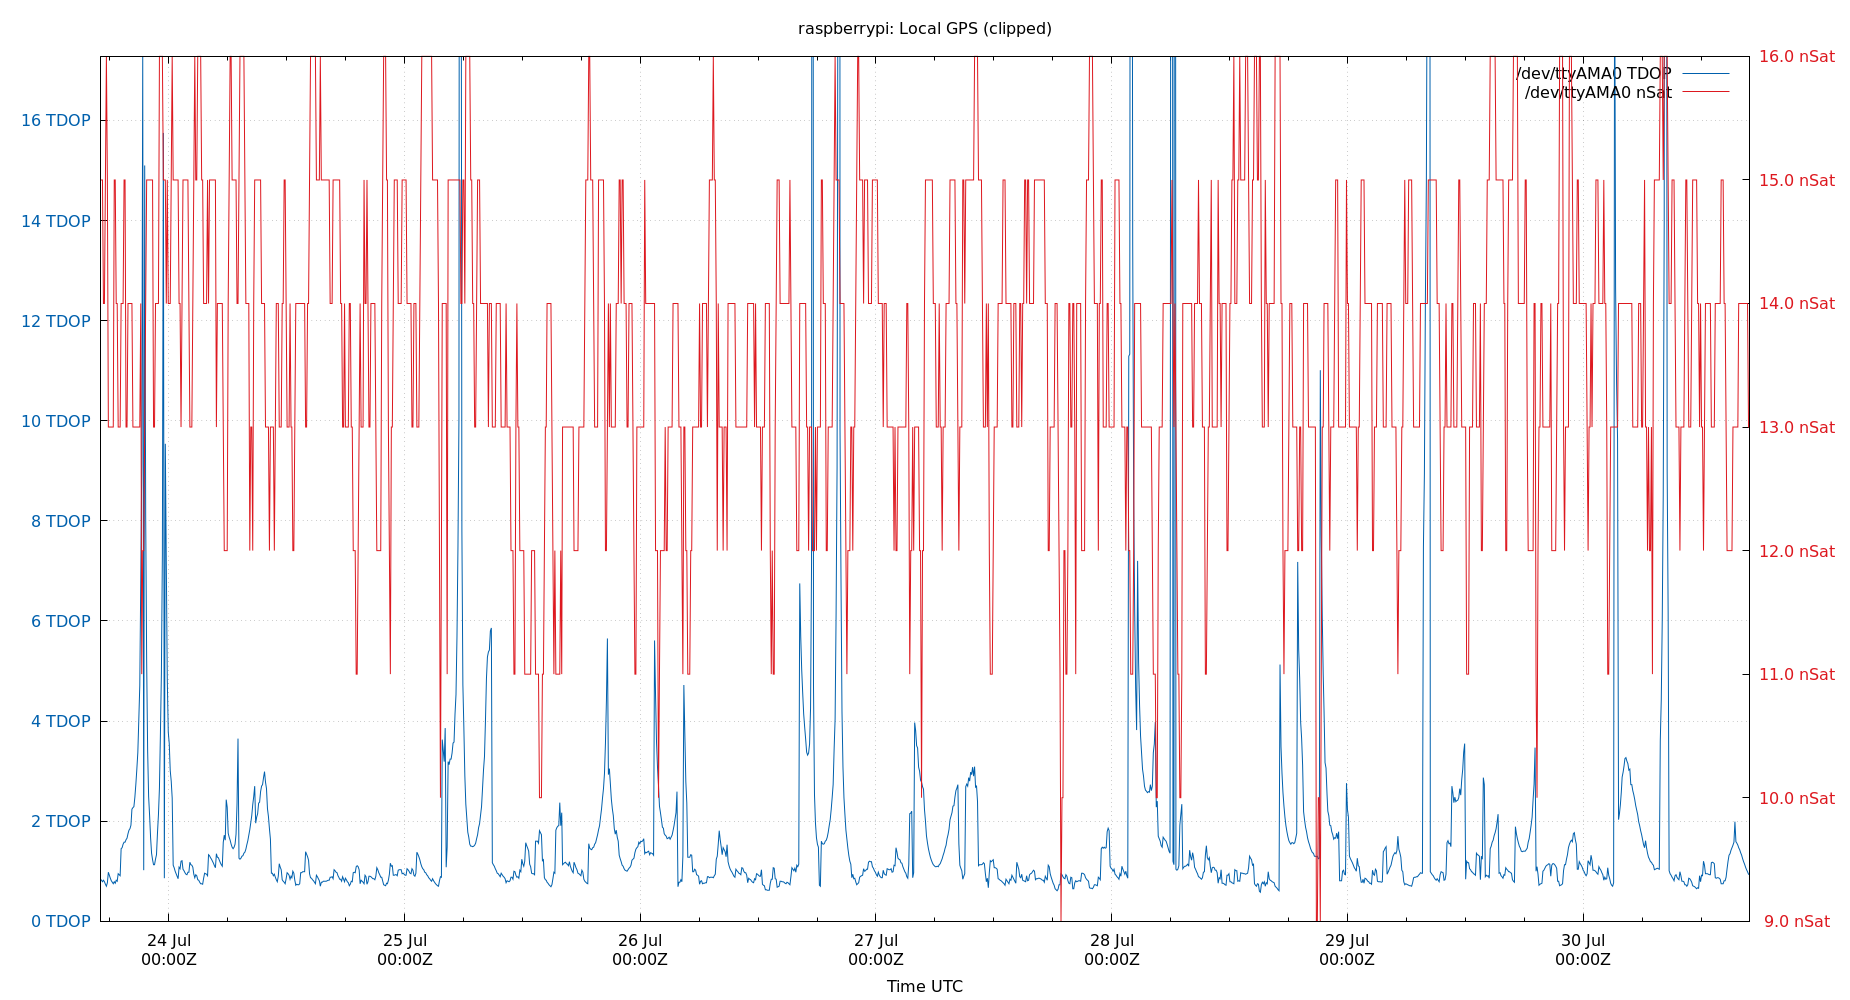 raspberrypi: Local GPS (clipped)
/dev/ttyAMA0 TDOP
/dev/ttyAMA0 nSat
16 TDOP
14 TDOP
12 TDOP
10 TDOP
8 TDOP
6 TDOP
4 TDOP
2 TDOP
0 TDOP
16.0 nSat
15.0 nSat
14.0 nSat
13.0 nSat
12.0 nSat
11.0 nSat
10.0 nSat
9.0 nSat
24 Jul
00:00Z
25 Jul
00:00Z
26 Jul
00:00Z
27 Jul
00:00Z
28 Jul
00:00Z
29 Jul
00:00Z
30 Jul
00:00Z
Time UTC